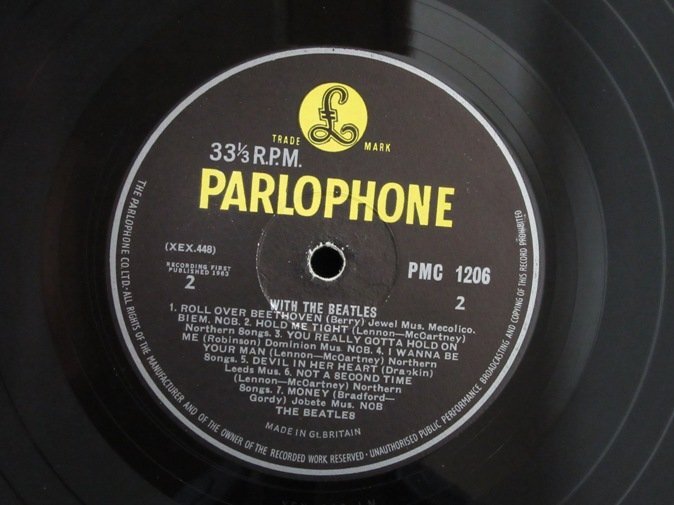 £
TRADE MARK
33⅓ R.P.M.
PARLOPHONE
(XEX.448)
RECORDING FIRST
PUBLISHED 1963
2
PMC 1206
2
WITH THE BEATLES
1. ROLL OVER BEETHOVEN (Berry) Jewel Mus. Mecolico.
BIEM. NCB. 2. HOLD ME TIGHT (Lennon—McCartney)
Northern Songs. 3. YOU REALLY GOTTA HOLD ON
ME (Robinson) Dominion Mus. NCB. 4. I WANNA BE
YOUR MAN (Lennon—McCartney) Northern
Songs. 5. DEVIL IN HER HEART (Drapkin)
Leeds Mus. 6. NOT A SECOND TIME
(Lennon—McCartney) Northern
Songs. 7. MONEY (Bradford—
Gordy) Jobete Mus. NCB
THE BEATLES
MADE IN GT. BRITAIN
THE PARLOPHONE CO. LTD. · ALL RIGHTS OF THE MANUFACTURER AND OF THE OWNER OF THE RECORDED WORK RESERVED · UNAUTHORISED PUBLIC PERFORMANCE BROADCASTING AND COPYING OF THIS RECORD PROHIBITED